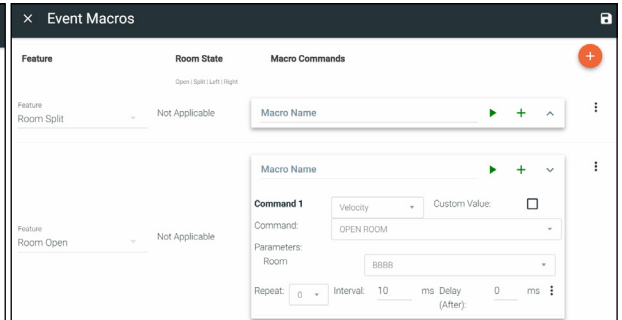 Event Macros
Feature Room State Macro Commands
Open | Split | Left | Right
Feature
Room Split
Not Applicable
Macro Name
Macro Name
Command 1 Velocity Custom Value:
Command: OPEN ROOM
Feature
Room Open
Not Applicable
Parameters:
Room BBBB
Repeat: 0 Interval: 10 ms Delay (After): 0 ms